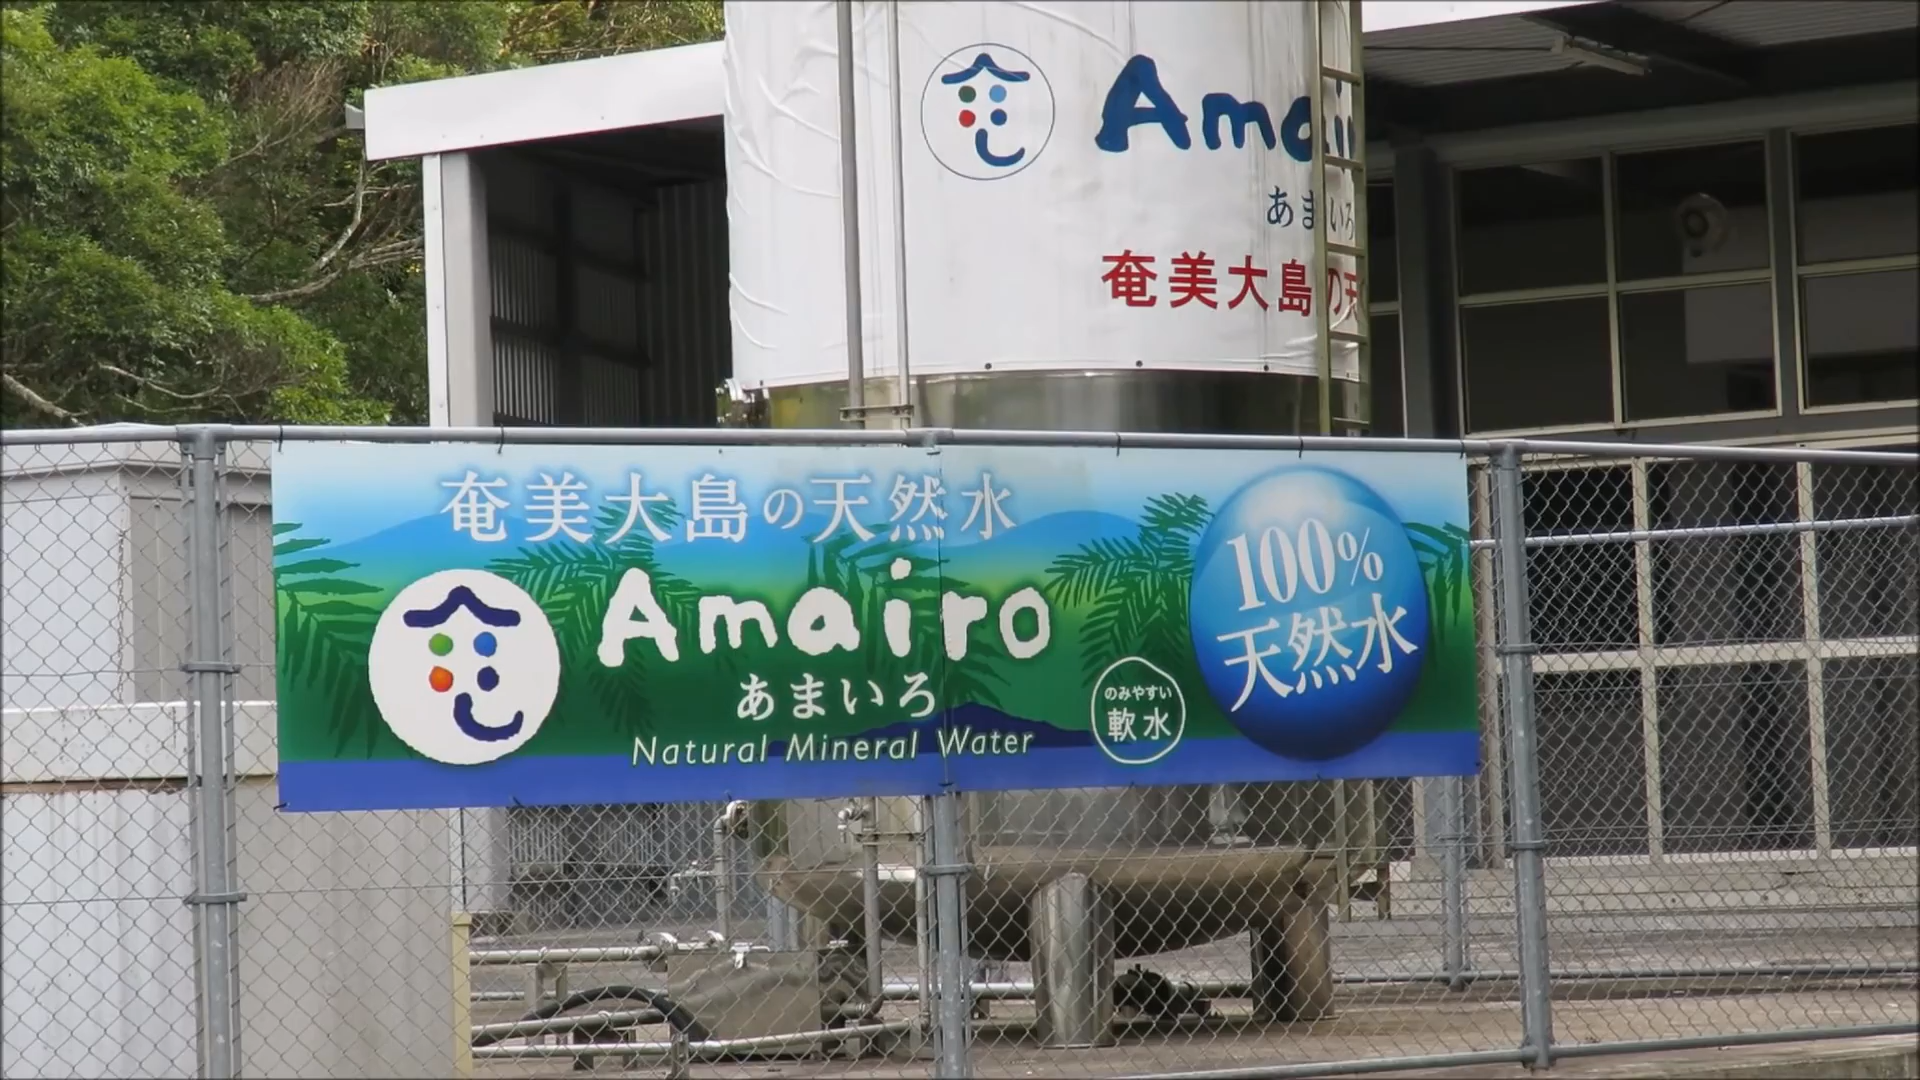 Amai
あまいろ
奄美大島の天
奄美大島の天然水
Amairo
あまいろ
Natural Mineral Water
のみやすい
軟水
100%
天然水